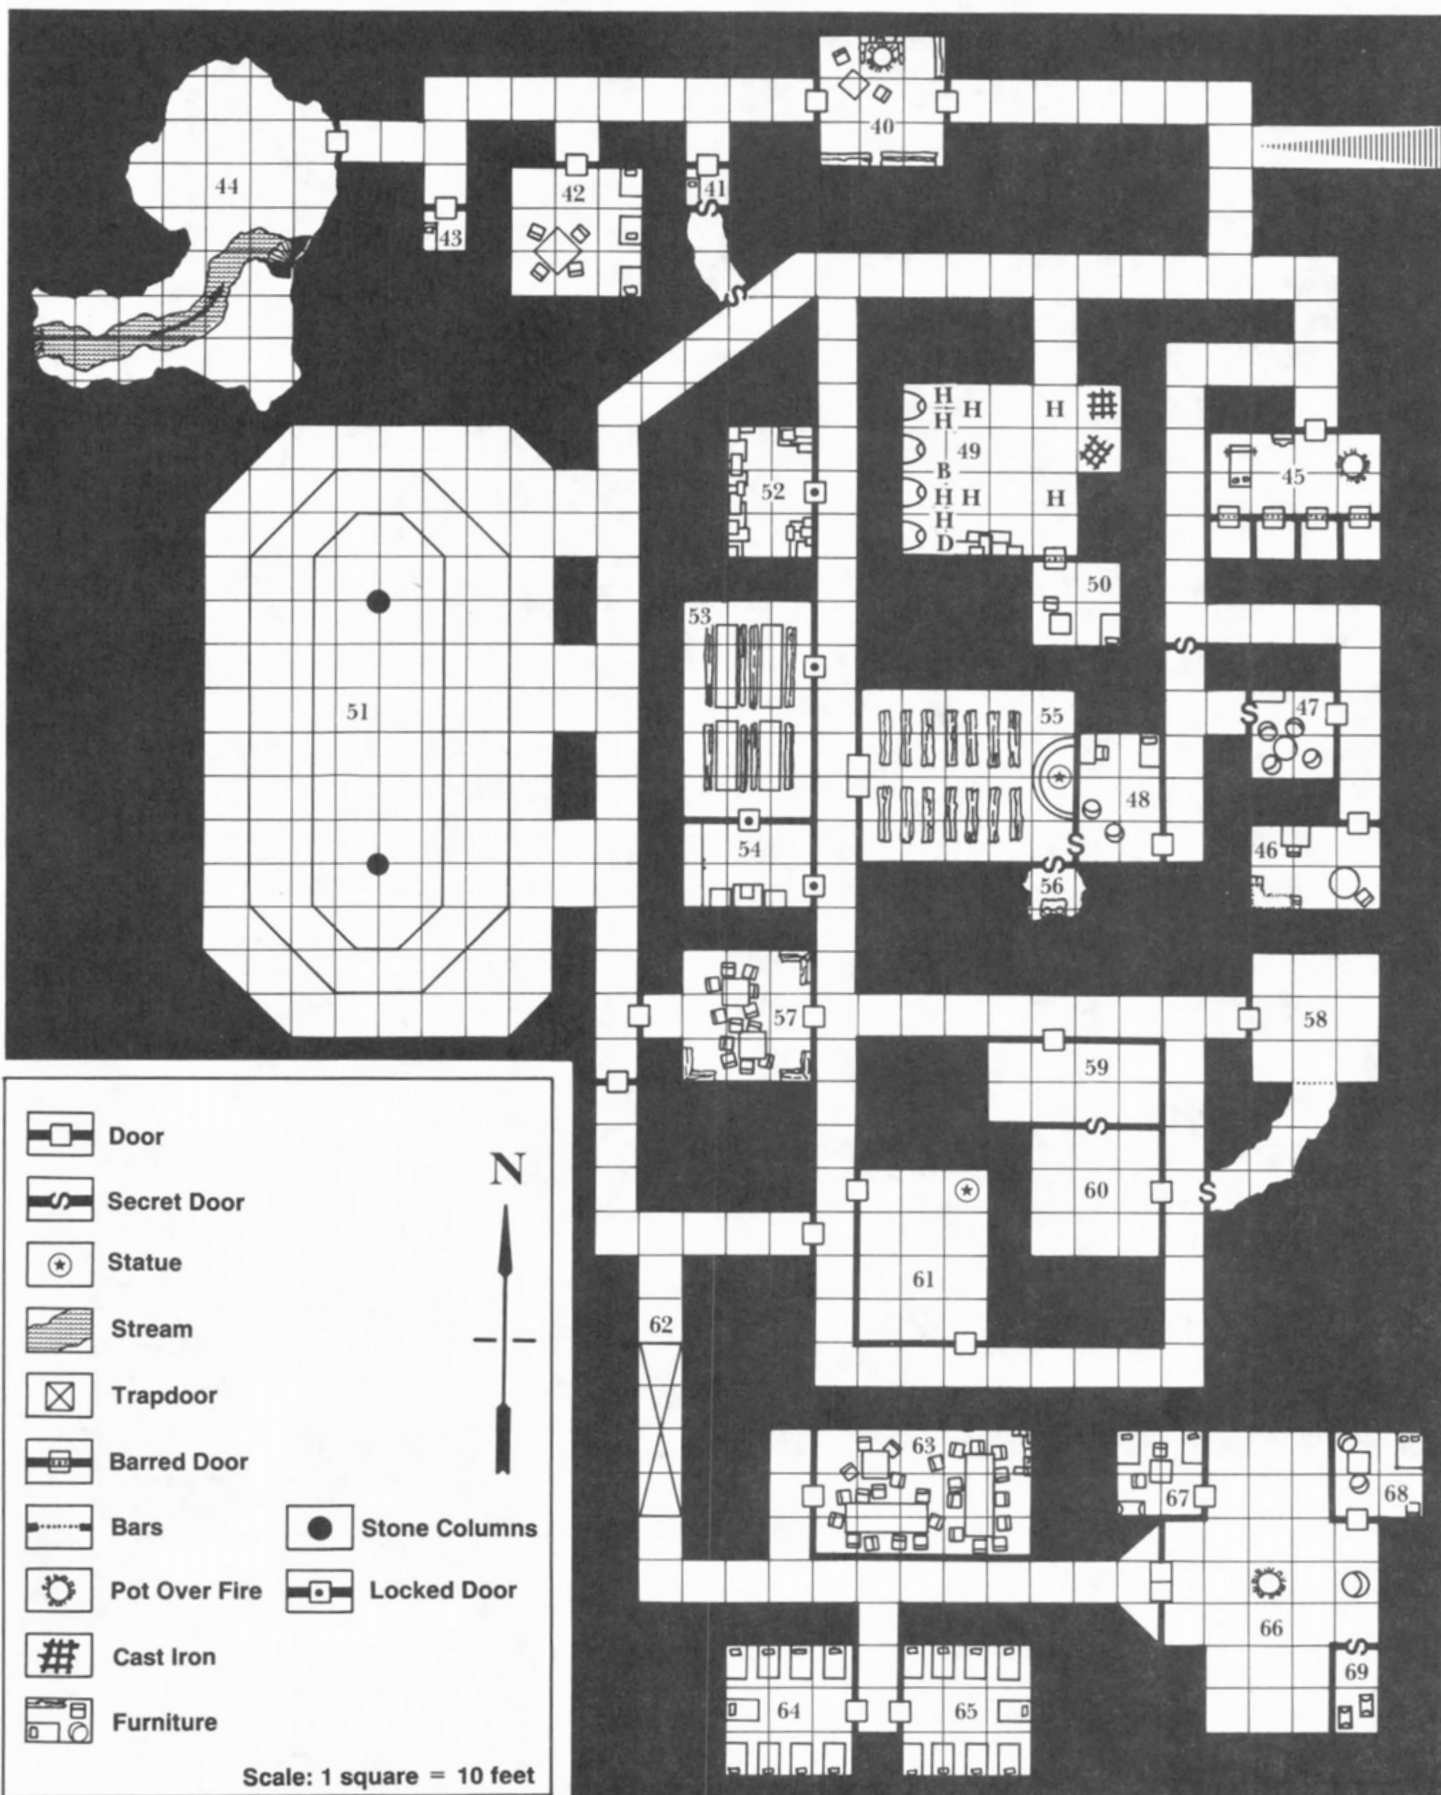 40
44
42
41
43
H
H
H
H
49
B
H
H
H
H
D
45
52
50
53
47
51
55
48
54
46
56
57
58
59
60
61
62
63
67
68
66
69
64
65
N
Door
Secret Door
Statue
Stream
Trapdoor
Barred Door
Bars
Stone Columns
Pot Over Fire
Locked Door
Cast Iron
Furniture
Scale: 1 square = 10 feet
S
S
S
S
S
S
S
S
S